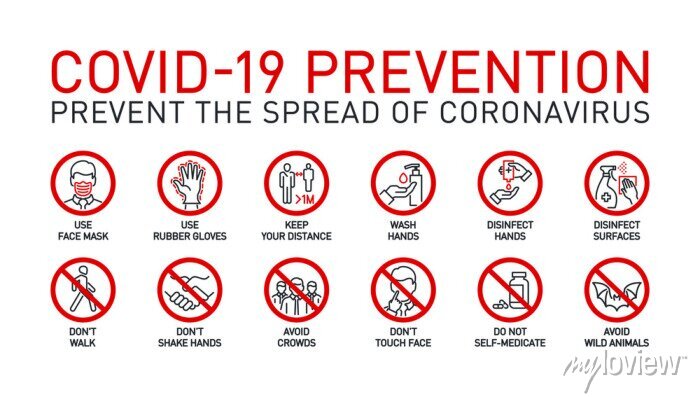 COVID-19 PREVENTION
PREVENT THE SPREAD OF CORONAVIRUS
>1M
USE
FACE MASK
USE
RUBBER GLOVES
KEEP
YOUR DISTANCE
WASH
HANDS
DISINFECT
HANDS
DISINFECT
SURFACES
DON'T
WALK
DON'T
SHAKE HANDS
AVOID
CROWDS
DON'T
TOUCH FACE
DO NOT
SELF-MEDICATE
AVOID
WILD ANIMALS
myloview